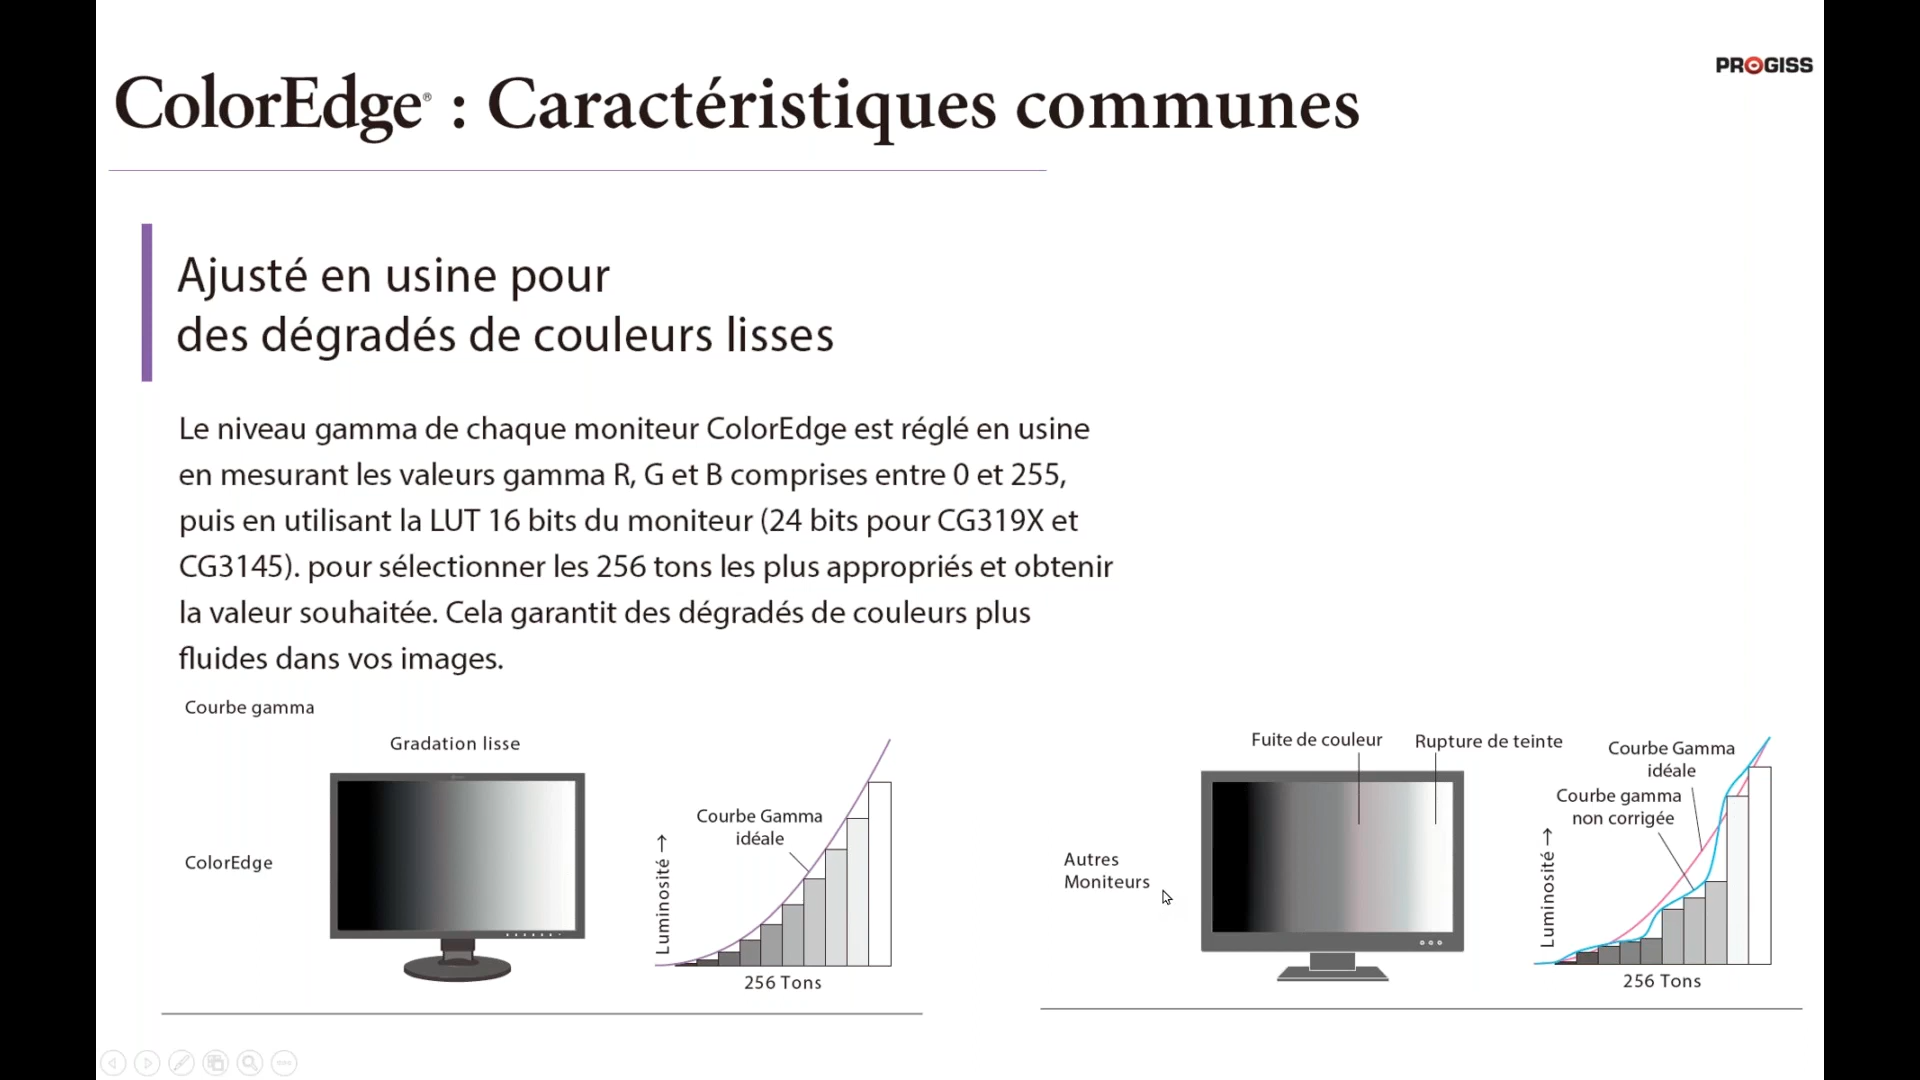 PROGISS
ColorEdge® : Caractéristiques communes
Ajusté en usine pour
des dégradés de couleurs lisses
Le niveau gamma de chaque moniteur ColorEdge est réglé en usine
en mesurant les valeurs gamma R, G et B comprises entre 0 et 255,
puis en utilisant la LUT 16 bits du moniteur (24 bits pour CG319X et
CG3145). pour sélectionner les 256 tons les plus appropriés et obtenir
la valeur souhaitée. Cela garantit des dégradés de couleurs plus
fluides dans vos images.
Courbe gamma
Gradation lisse
ColorEdge
Courbe Gamma
idéale
Luminosité →
256 Tons
Fuite de couleur
Rupture de teinte
Autres
Moniteurs
Courbe Gamma
idéale
Courbe gamma
non corrigée
Luminosité →
256 Tons